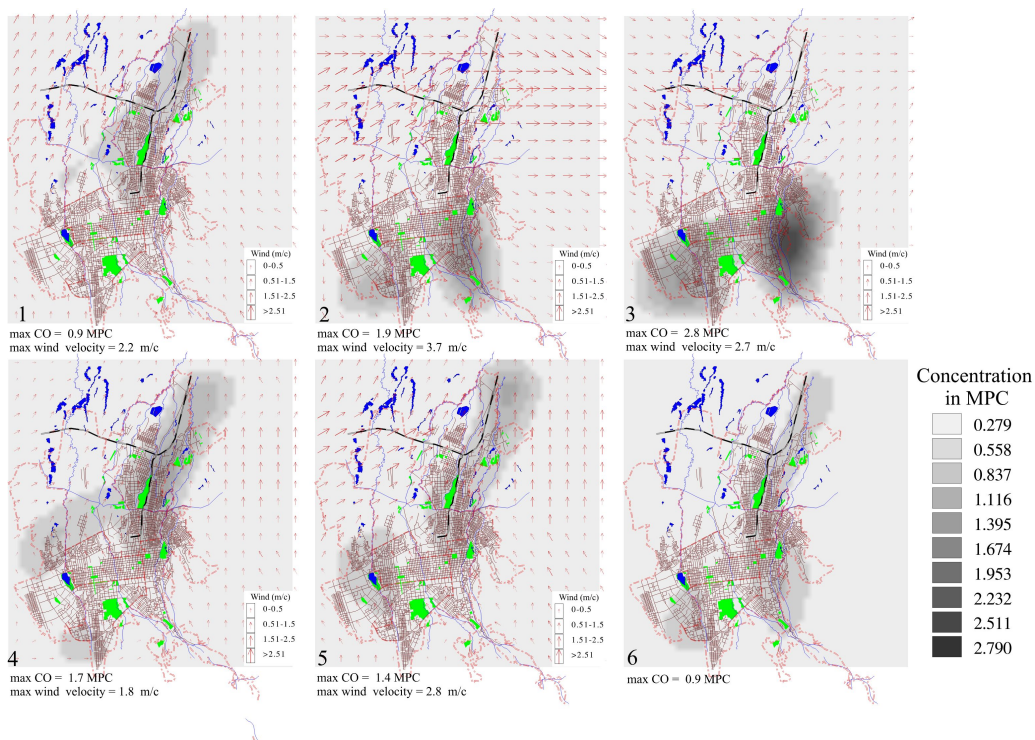 Wind (m/c)
0-0.5
0.51-1.5
1.51-2.5
>2.51
1
max CO = 0.9 MPC
max wind velocity = 2.2 m/c
Wind (m/c)
0-0.5
0.51-1.5
1.51-2.5
>2.51
2
max CO = 1.9 MPC
max wind velocity = 3.7 m/c
Wind (m/c)
0-0.5
0.51-1.5
1.51-2.5
>2.51
3
max CO = 2.8 MPC
max wind velocity = 2.7 m/c
Wind (m/c)
0-0.5
0.51-1.5
1.51-2.5
>2.51
4
max CO = 1.7 MPC
max wind velocity = 1.8 m/c
Wind (m/c)
0-0.5
0.51-1.5
1.51-2.5
>2.51
5
max CO = 1.4 MPC
max wind velocity = 2.8 m/c
6
max CO = 0.9 MPC
Concentration
in MPC
0.279
0.558
0.837
1.116
1.395
1.674
1.953
2.232
2.511
2.790